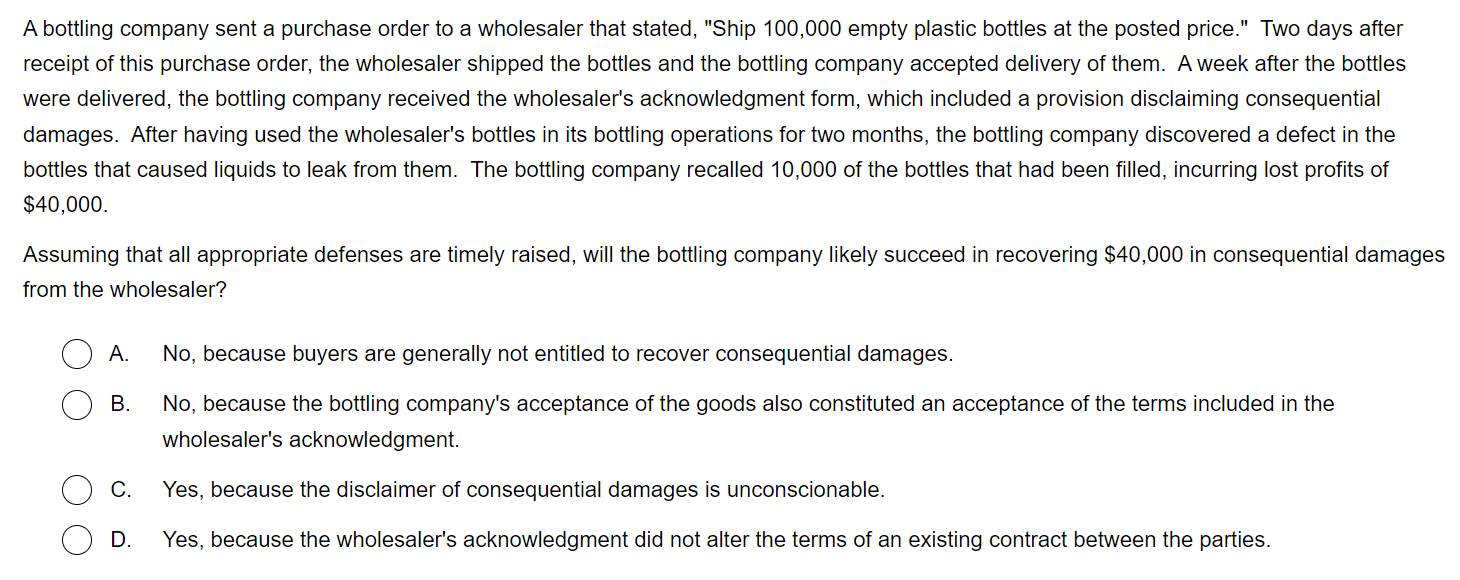 A bottling company sent a purchase order to a wholesaler that stated, "Ship 100,000 empty plastic bottles at the posted price."  Two days after
receipt of this purchase order, the wholesaler shipped the bottles and the bottling company accepted delivery of them.  A week after the bottles
were delivered, the bottling company received the wholesaler's acknowledgment form, which included a provision disclaiming consequential
damages.  After having used the wholesaler's bottles in its bottling operations for two months, the bottling company discovered a defect in the
bottles that caused liquids to leak from them.  The bottling company recalled 10,000 of the bottles that had been filled, incurring lost profits of
$40,000.
Assuming that all appropriate defenses are timely raised, will the bottling company likely succeed in recovering $40,000 in consequential damages
from the wholesaler?
A. No, because buyers are generally not entitled to recover consequential damages.
B. No, because the bottling company's acceptance of the goods also constituted an acceptance of the terms included in the
wholesaler's acknowledgment.
C. Yes, because the disclaimer of consequential damages is unconscionable.
D. Yes, because the wholesaler's acknowledgment did not alter the terms of an existing contract between the parties.